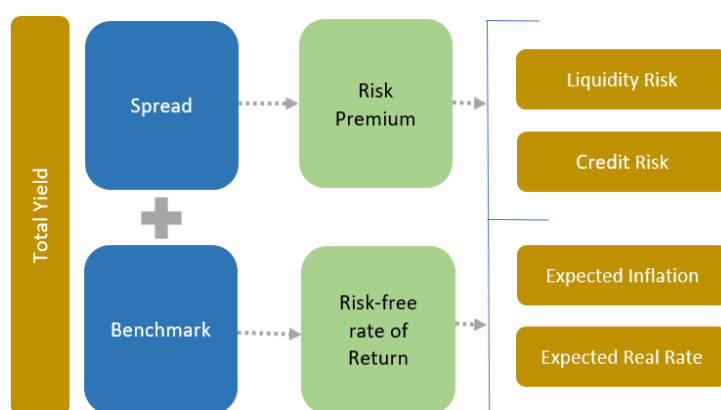 Total Yield
Spread
Risk
Premium
Liquidity Risk
Credit Risk
Benchmark
Risk-free
rate of
Return
Expected Inflation
Expected Real Rate